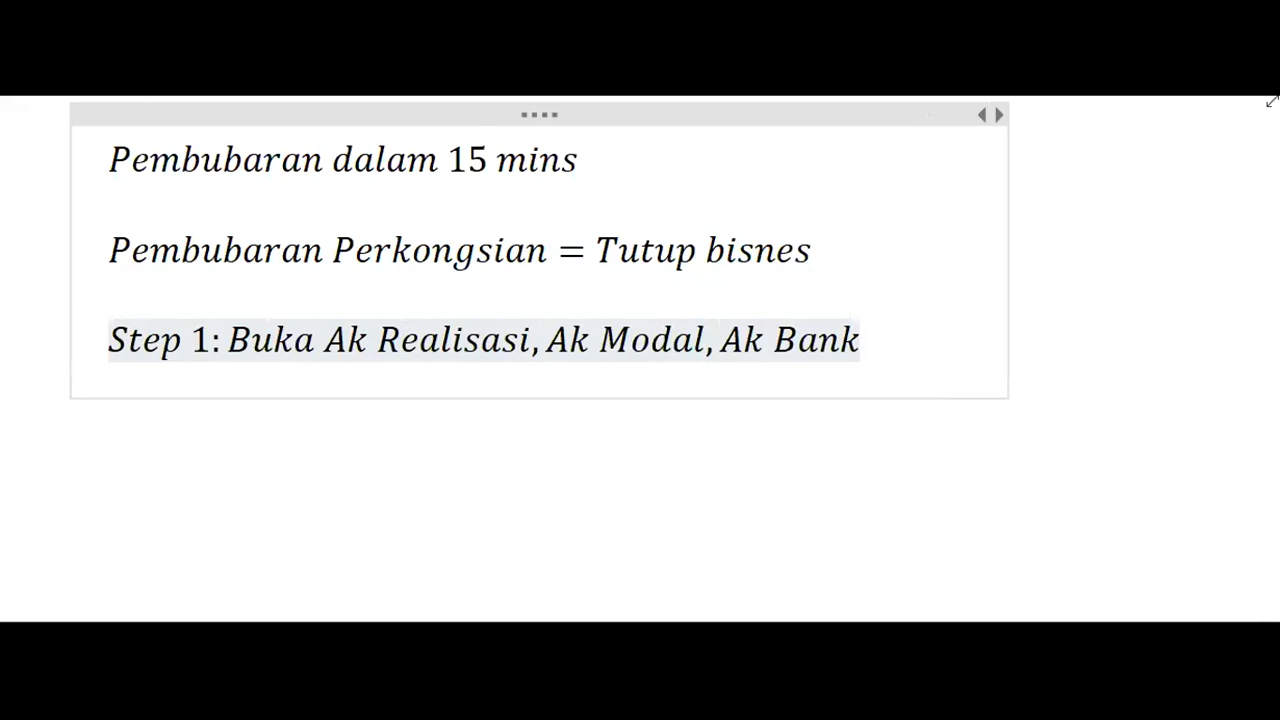 Pembubaran dalam 15 mins
Pembubaran Perkongsian = Tutup bisnes
Step 1: Buka Ak Realisasi, Ak Modal, Ak Bank